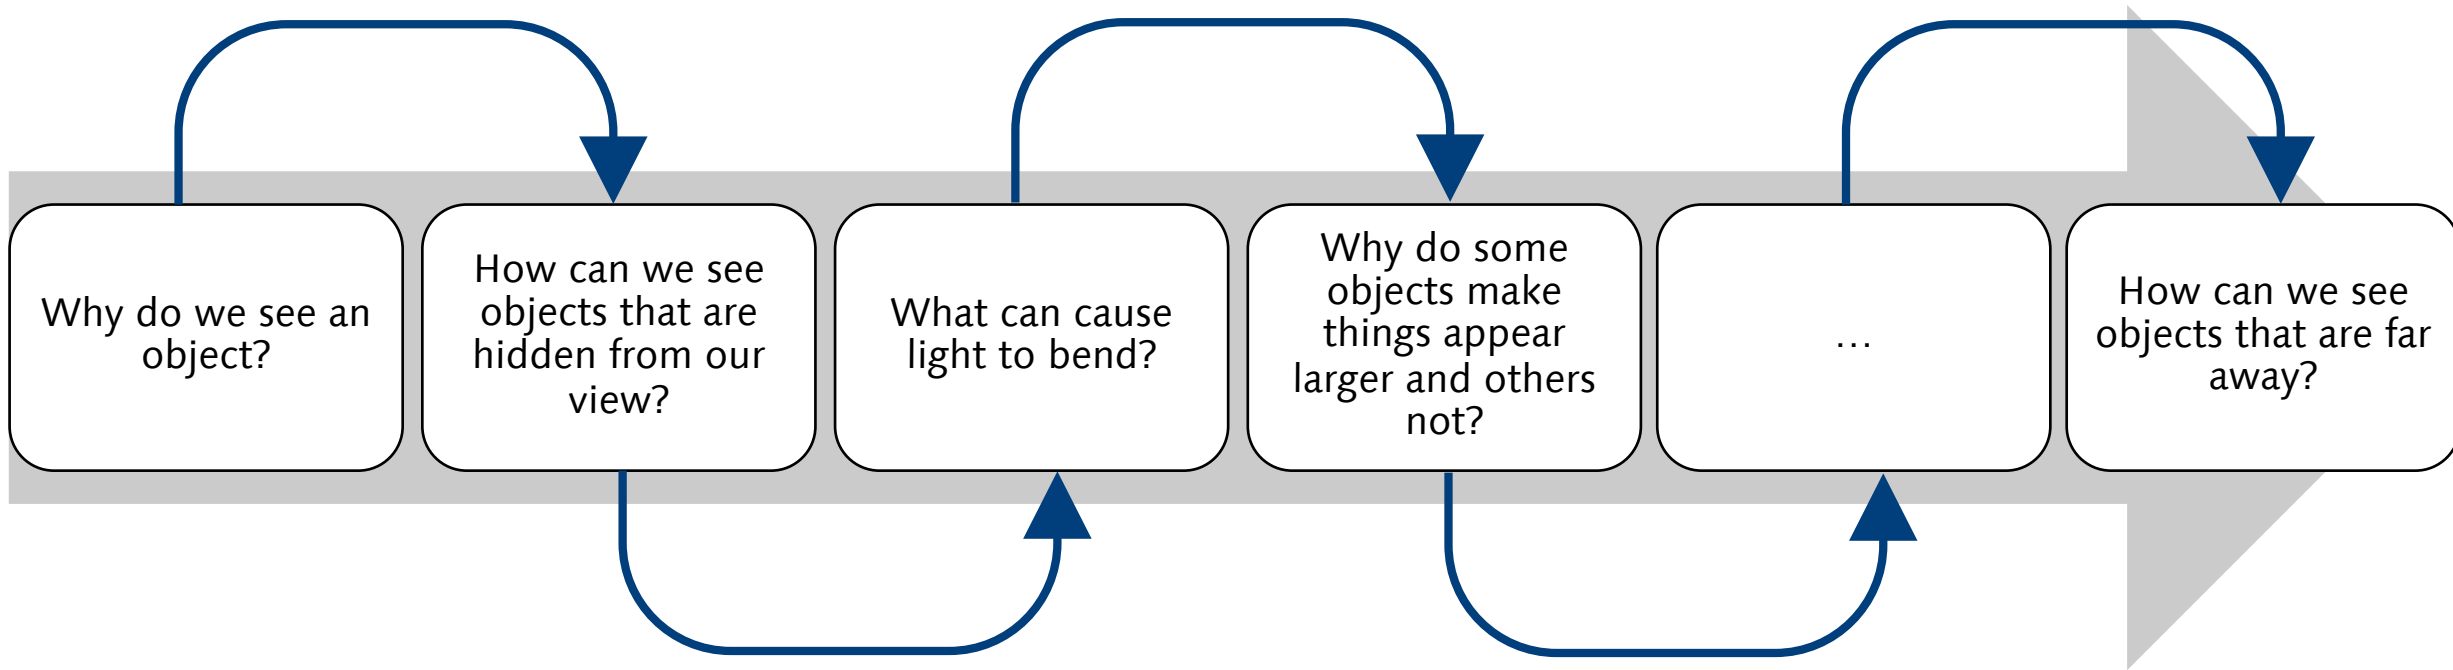 Why do we see an
object?
How can we see
objects that are
hidden from our
view?
What can cause
light to bend?
Why do some
objects make
things appear
larger and others
not?
…
How can we see
objects that are far
away?